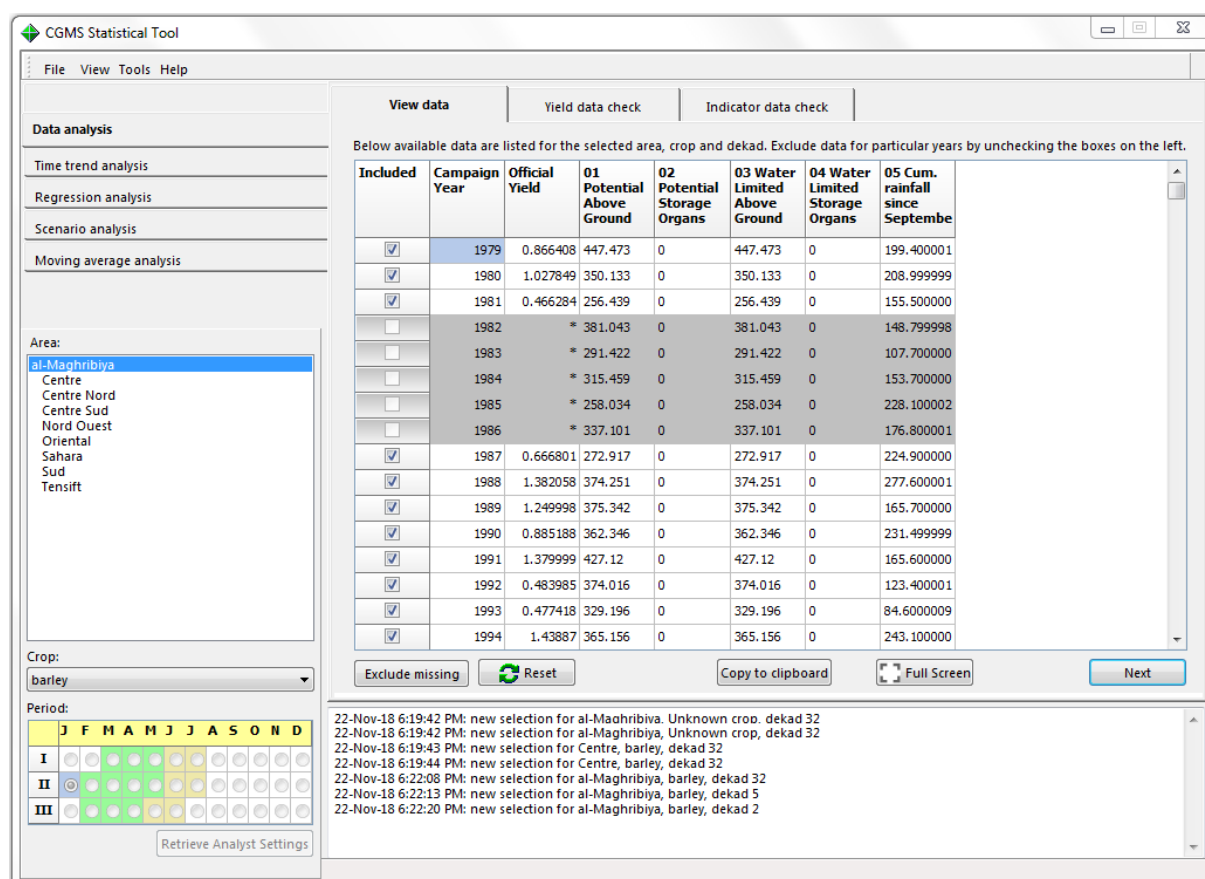 CGMS Statistical Tool
File View Tools Help
Data analysis
Time trend analysis
Regression analysis
Scenario analysis
Moving average analysis
Area:
al-Maghribiya
Centre
Centre Nord
Centre Sud
Nord Ouest
Oriental
Sahara
Sud
Tensift
Crop:
barley
Period:
J F M A M J J A S O N D
I
II
III
Retrieve Analyst Settings
View data Yield data check Indicator data check
Below available data are listed for the selected area, crop and dekad. Exclude data for particular years by unchecking the boxes on the left.
Included Campaign Official 01 02 03 Water 04 Water 05 Cum.
Year Yield Potential Potential Limited Limited rainfall
Above Storage Above Storage since
Ground Organs Ground Organs Septembe
1979 0.866408 447.473 0 447.473 0 199.400001
1980 1.027849 350.133 0 350.133 0 208.999999
1981 0.466284 256.439 0 256.439 0 155.500000
1982 * 381.043 0 381.043 0 148.799998
1983 * 291.422 0 291.422 0 107.700000
1984 * 315.459 0 315.459 0 153.700000
1985 * 258.034 0 258.034 0 228.100002
1986 * 337.101 0 337.101 0 176.800001
1987 0.666801 272.917 0 272.917 0 224.900000
1988 1.382058 374.251 0 374.251 0 277.600001
1989 1.249998 375.342 0 375.342 0 165.700000
1990 0.885188 362.346 0 362.346 0 231.499999
1991 1.379999 427.12 0 427.12 0 165.600000
1992 0.483985 374.016 0 374.016 0 123.400001
1993 0.477418 329.196 0 329.196 0 84.6000009
1994 1.43887 365.156 0 365.156 0 243.100000
Exclude missing Reset Copy to clipboard Full Screen Next
22-Nov-18 6:19:42 PM: new selection for al-Maghribiya, Unknown crop, dekad 32
22-Nov-18 6:19:42 PM: new selection for al-Maghribiya, Unknown crop, dekad 32
22-Nov-18 6:19:43 PM: new selection for Centre, barley, dekad 32
22-Nov-18 6:19:44 PM: new selection for Centre, barley, dekad 32
22-Nov-18 6:22:08 PM: new selection for al-Maghribiya, barley, dekad 32
22-Nov-18 6:22:13 PM: new selection for al-Maghribiya, barley, dekad 5
22-Nov-18 6:22:20 PM: new selection for al-Maghribiya, barley, dekad 2